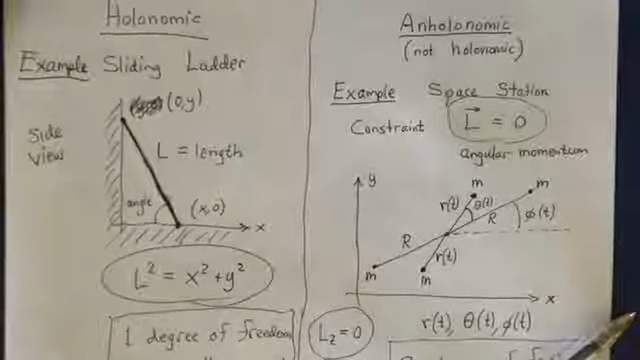 Holonomic
Example Sliding Ladder
(0,y)
Side
View
L = length
angle
(x,0)
x
L² = x² + y²
1 degree of freedom
Anholonomic
(not holonomic)
Example Space Station
Constraint L⃗ = 0
angular momentum
y
m
m
r(t)
θ(t)
R
ϕ(t)
R
r(t)
m
m
x
L₂ = 0
r(t), θ(t), ϕ(t)